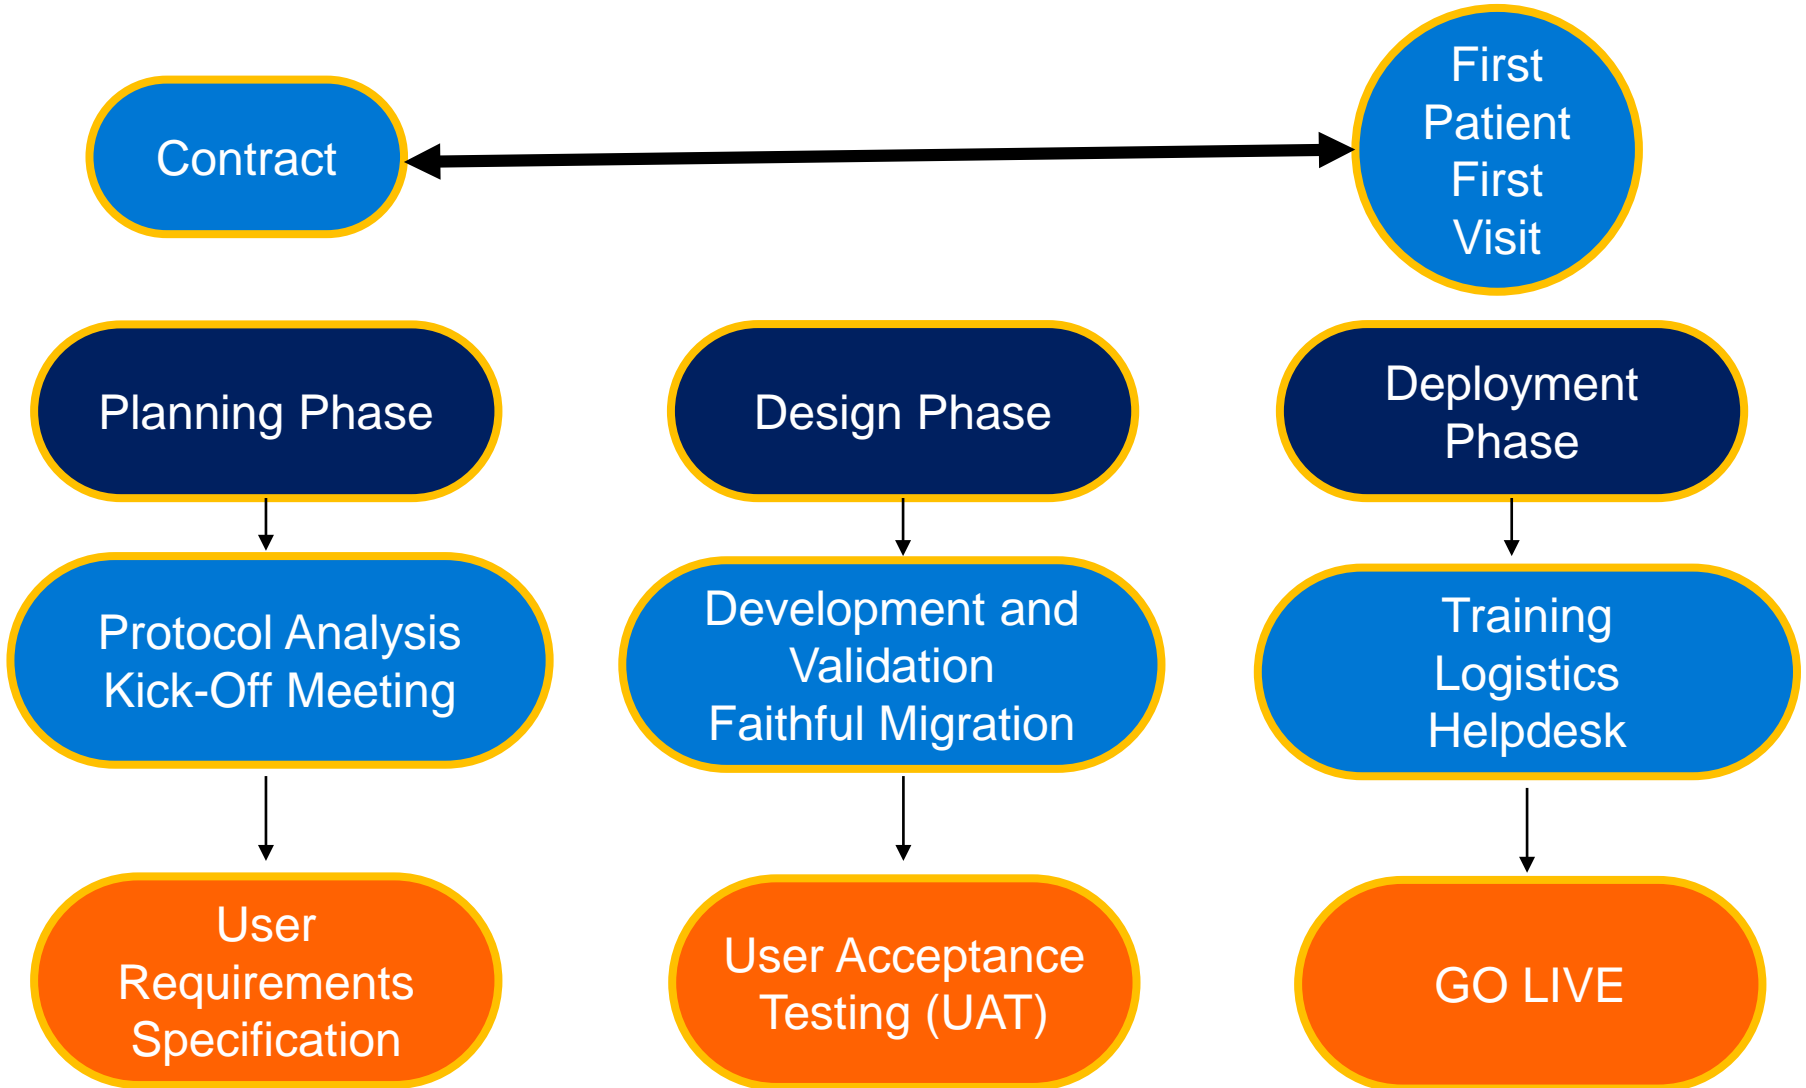 Contract
First
Patient
First
Visit
Planning Phase
Design Phase
Deployment
Phase
Protocol Analysis
Kick-Off Meeting
Development and
Validation
Faithful Migration
Training
Logistics
Helpdesk
User
Requirements
Specification
User Acceptance
Testing (UAT)
GO LIVE